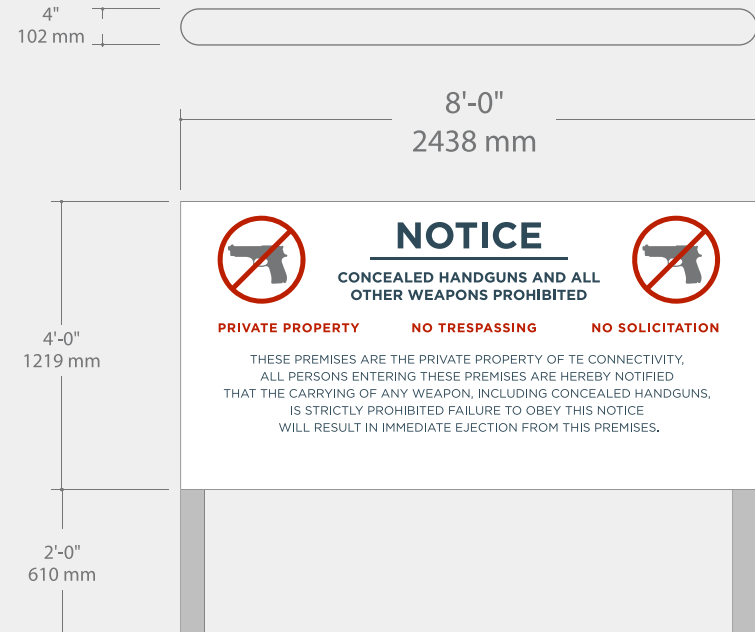 4"
102 mm
8'-0"
2438 mm
NOTICE
CONCEALED HANDGUNS AND ALL
OTHER WEAPONS PROHIBITED
PRIVATE PROPERTY NO TRESPASSING NO SOLICITATION
4'-0"
1219 mm
THESE PREMISES ARE THE PRIVATE PROPERTY OF TE CONNECTIVITY,
ALL PERSONS ENTERING THESE PREMISES ARE HEREBY NOTIFIED
THAT THE CARRYING OF ANY WEAPON, INCLUDING CONCEALED HANDGUNS,
IS STRICTLY PROHIBITED FAILURE TO OBEY THIS NOTICE
WILL RESULT IN IMMEDIATE EJECTION FROM THIS PREMISES.
2'-0"
610 mm